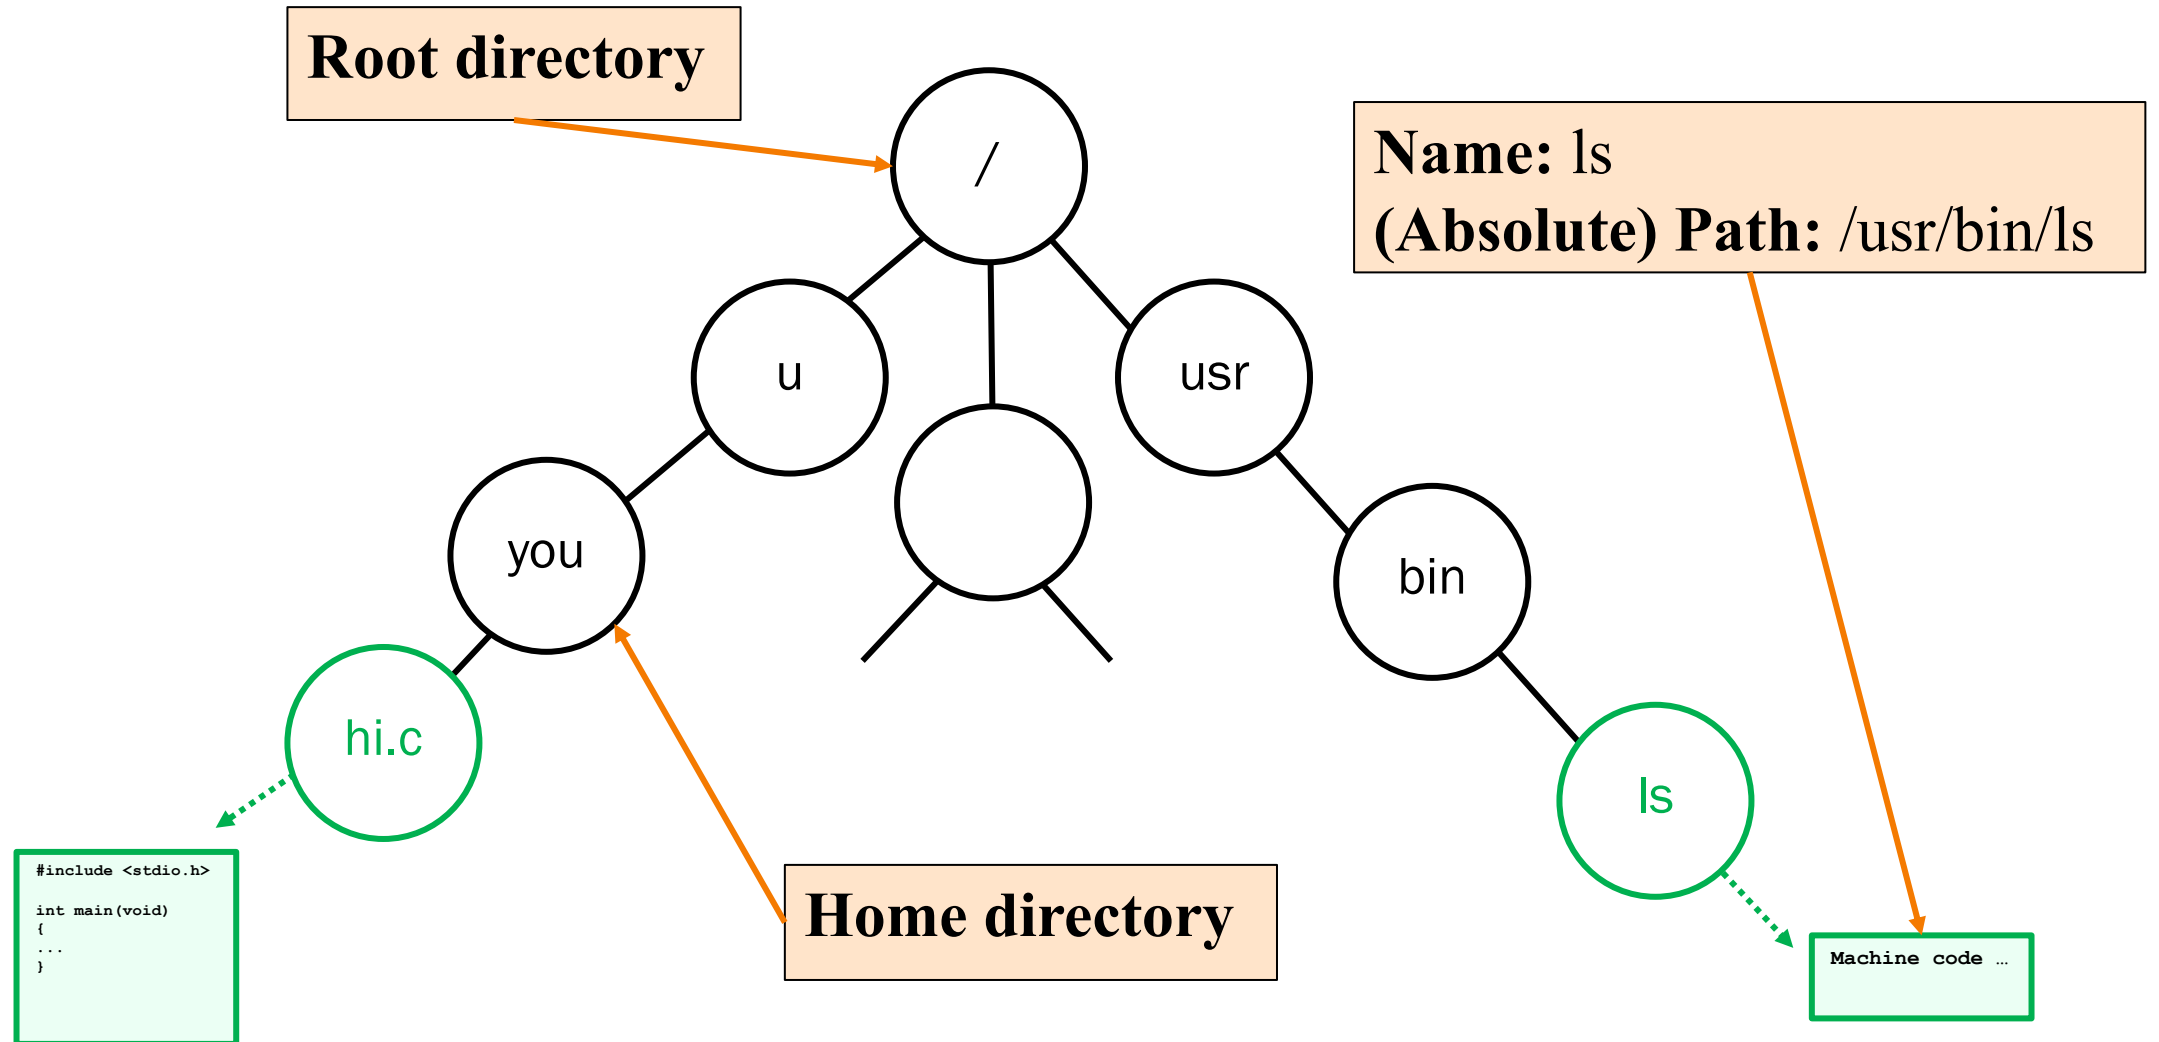 Root directory
/
Name: ls
(Absolute) Path: /usr/bin/ls
u
usr
you
bin
hi.c
ls
#include <stdio.h>
int main(void)
{
...
}
Home directory
Machine code …